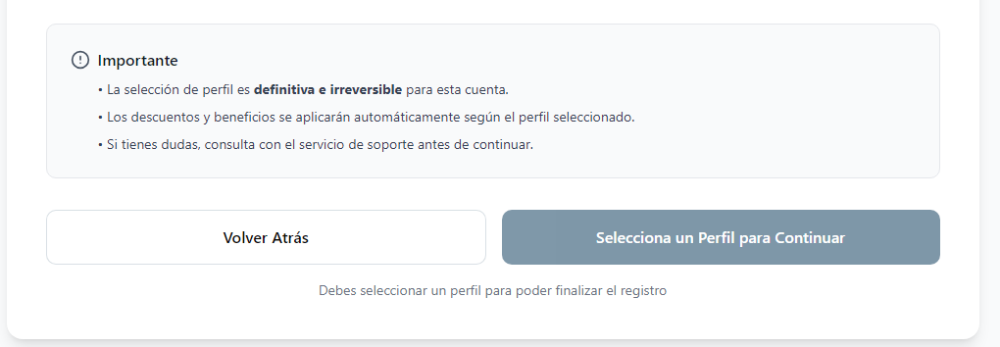 Importante
• La selección de perfil es definitiva e irreversible para esta cuenta.
• Los descuentos y beneficios se aplicarán automáticamente según el perfil seleccionado.
• Si tienes dudas, consulta con el servicio de soporte antes de continuar.
Volver Atrás
Selecciona un Perfil para Continuar
Debes seleccionar un perfil para poder finalizar el registro